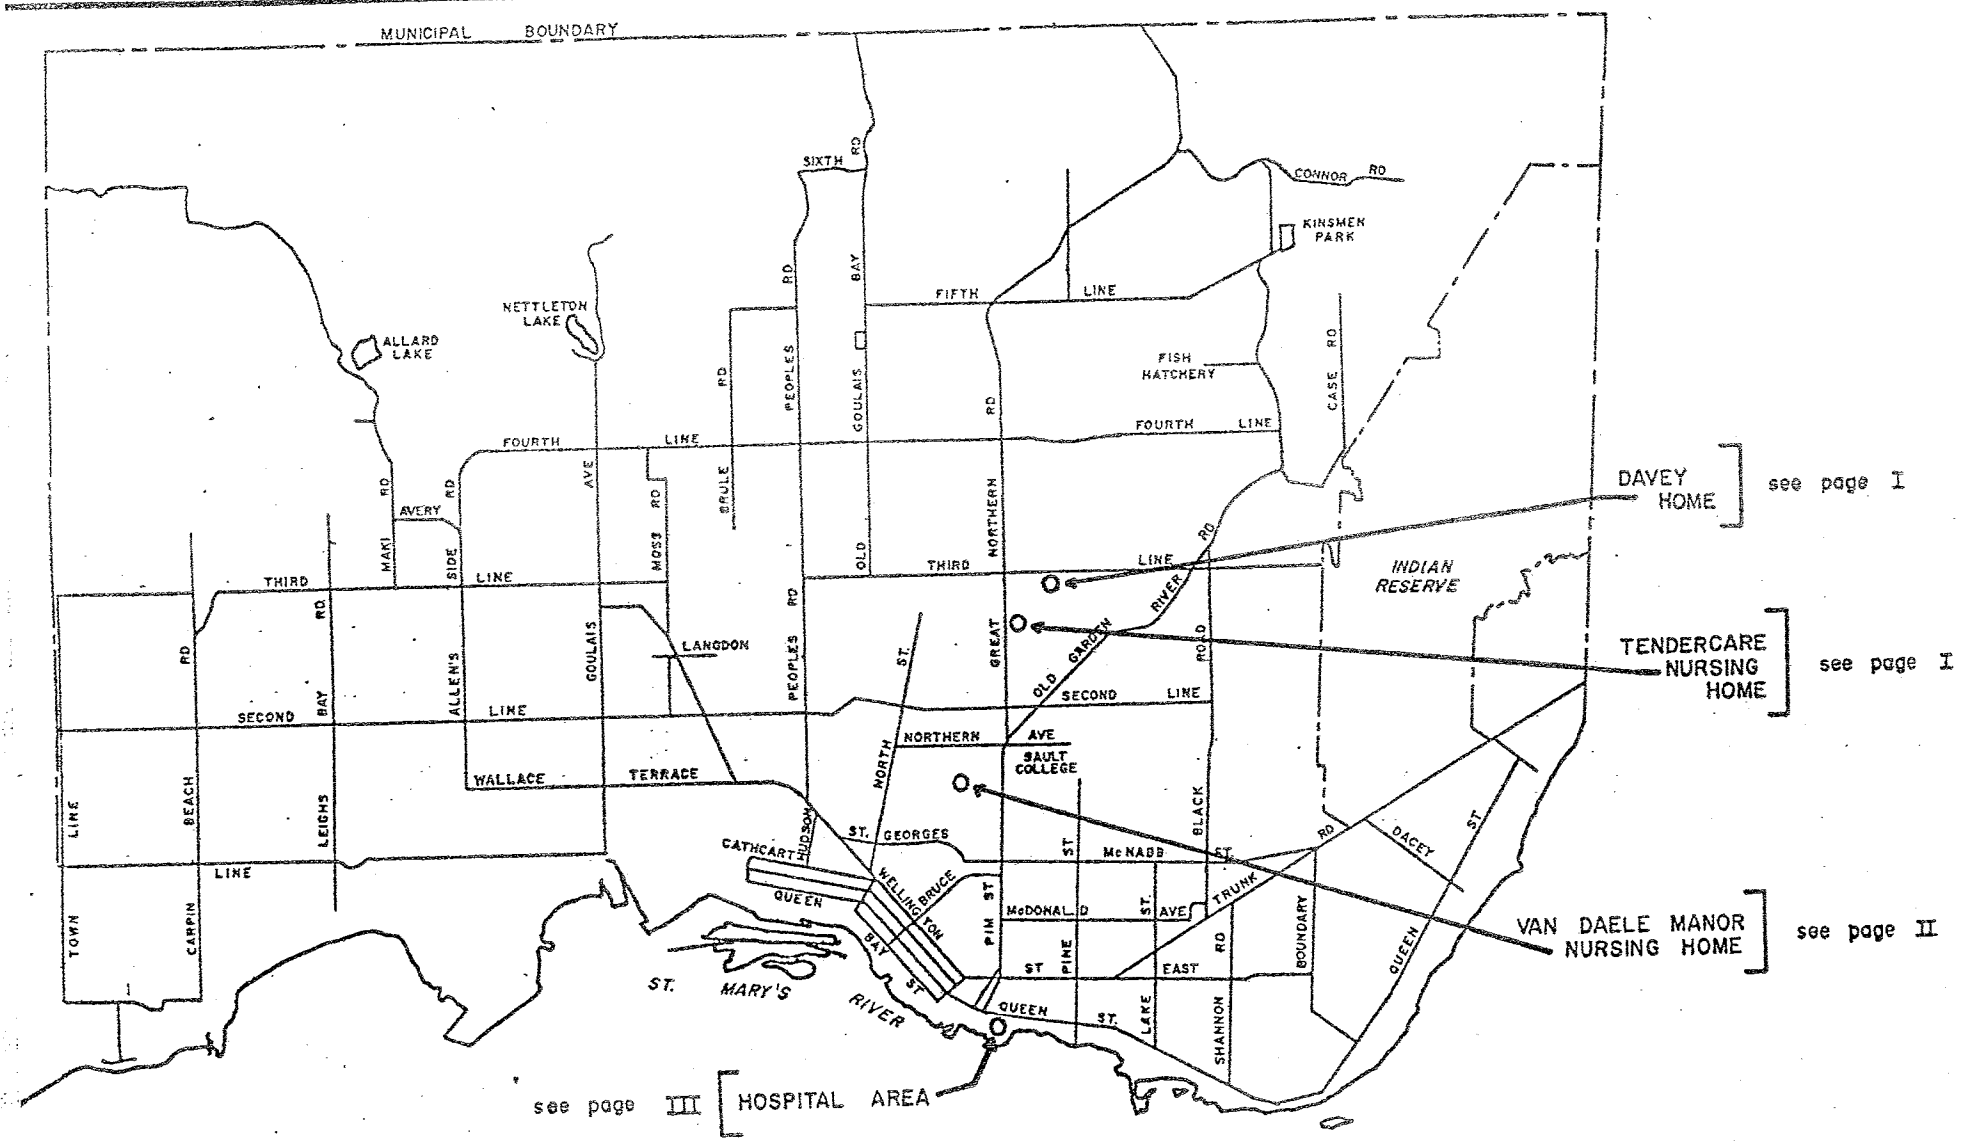 MUNICIPAL BOUNDARY
SIXTH
RD
CONNOR RD
KINSMEN
PARK
RD
BAY
FIFTH LINE
NETTLETON
LAKE
ALLARD
LAKE
PEOPLES
RD
GOULAIS
RD
FISH
HATCHERY
CASE RD
FOURTH LINE
FOURTH LINE
AVE
BRULE
RD
MOSS
NORTHERN
DAVEY
HOME
see page I
MAKI RD
AVERY
RD
SIDE
OLD
RD
THIRD LINE
THIRD LINE
INDIAN
RESERVE
RIVER
GARDEN
OLD
RD
PEOPLES RD
GREAT
ROAD
TENDERCARE
NURSING
HOME
see page I
LANGDON
GOULAIS
ALLEN'S
ST.
RD
BAY
SECOND LINE
SECOND LINE
NORTHERN AVE
SAULT
COLLEGE
NORTH
WALLACE TERRACE
LINE
BEACH
LEIGHS
HUDSON
BLACK
ST. GEORGES
CATHCART
QUEEN
WELLINGTON
BRUCE
ST
McNABB ST.
RD
TRUNK
DACEY
ST
LINE
TOWN
CARPIN
BAY
ST
PIM ST
McDONALD AVE
ST.
PINE
LAKE
RD
SHANNON
BOUNDARY
QUEEN
VAN DAELE MANOR
NURSING HOME
see page II
ST EAST
ST. MARY'S RIVER
QUEEN ST.
see page III
HOSPITAL AREA